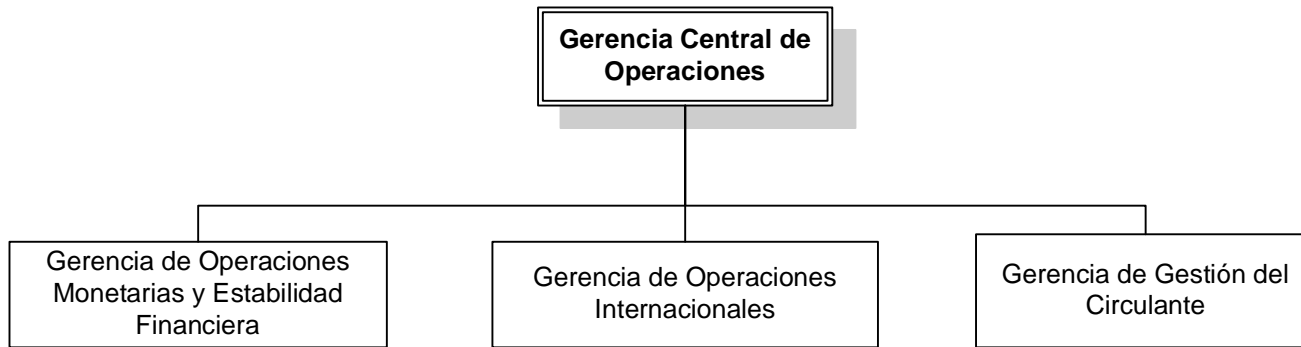 Gerencia Central de
Operaciones
Gerencia de Operaciones
Monetarias y Estabilidad
Financiera
Gerencia de Operaciones
Internacionales
Gerencia de Gestión del
Circulante